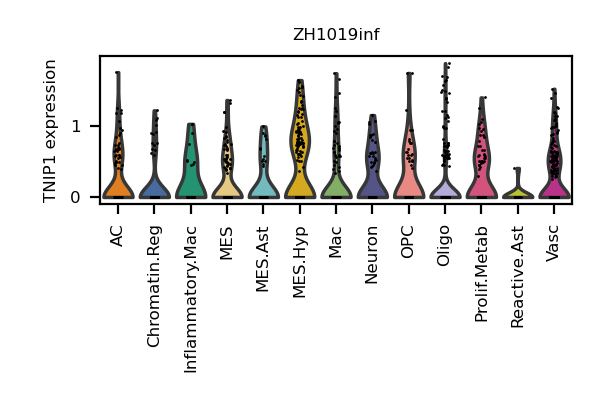 ZH1019inf
TNIP1 expression
1
0
AC
Chromatin.Reg
Inflammatory.Mac
MES
MES.Ast
MES.Hyp
Mac
Neuron
OPC
Oligo
Prolif.Metab
Reactive.Ast
Vasc